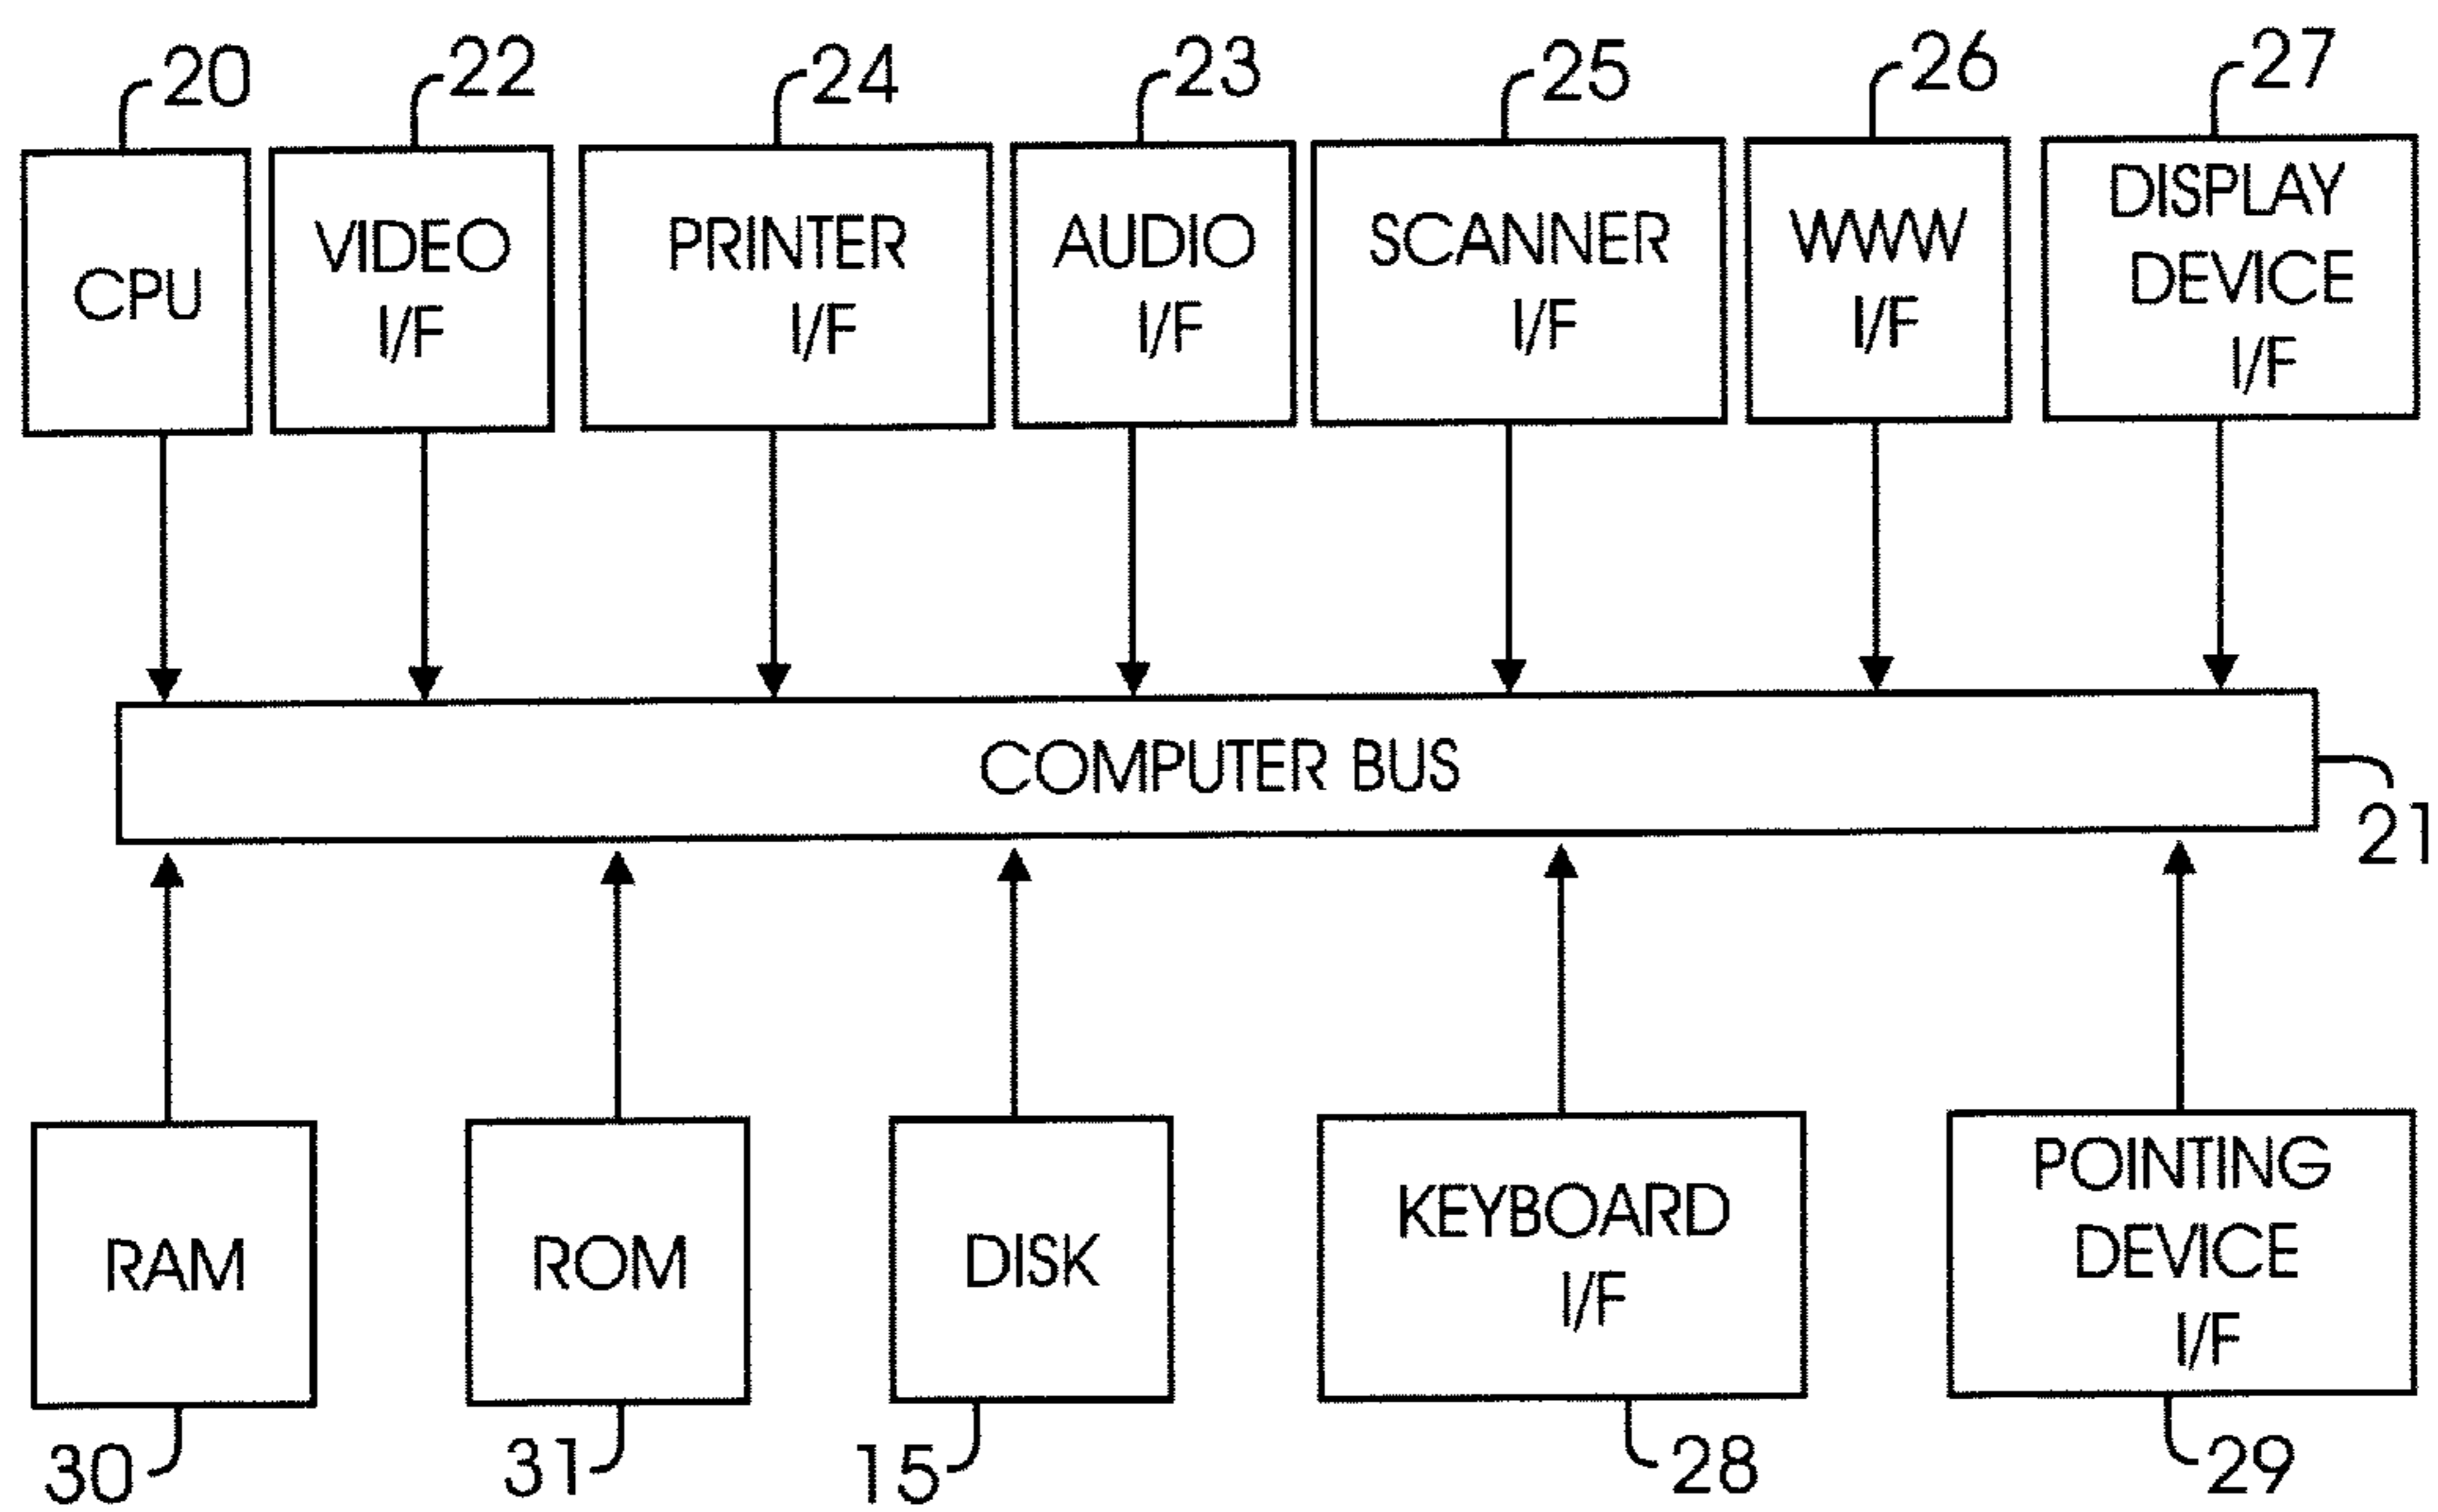 20
22
24
23
25
26
27
CPU
VIDEO
I/F
PRINTER
I/F
AUDIO
I/F
SCANNER
I/F
WWW
I/F
DISPLAY
DEVICE
I/F
COMPUTER BUS
21
RAM
ROM
DISK
KEYBOARD
I/F
POINTING
DEVICE
I/F
30
31
15
28
29